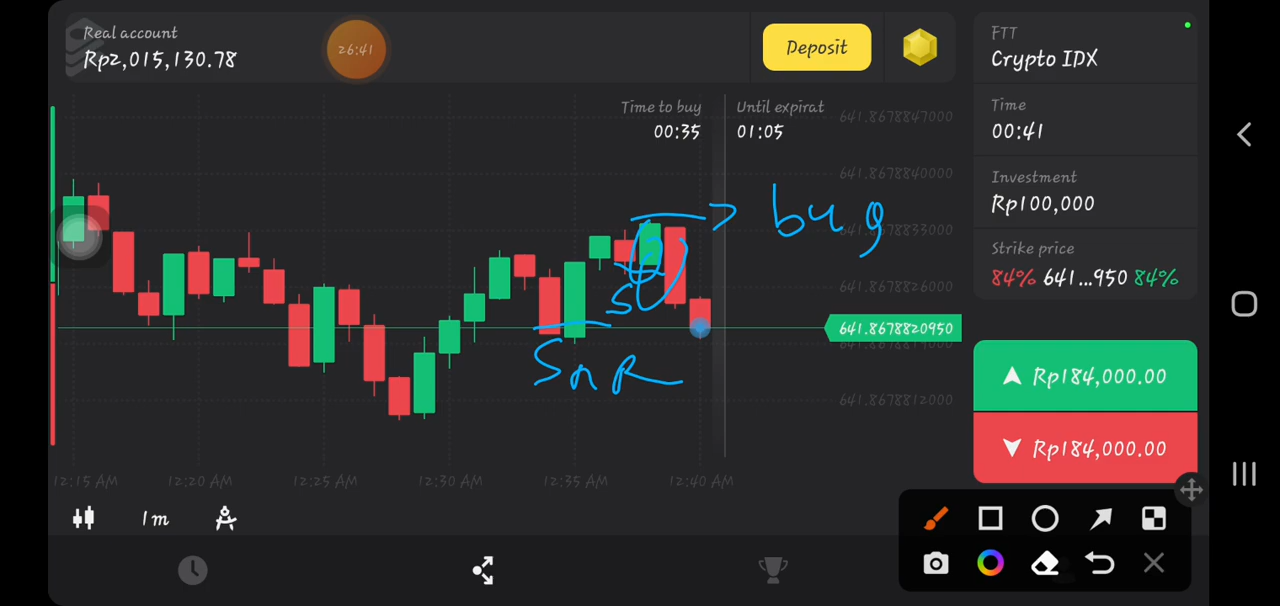 Real account
Rp2,015,130.78
26:41
Deposit
FTT
Crypto IDX
Time to buy
00:35
Until expirat
01:05
Time
00:41
Investment
Rp100,000
Strike price
84% 641...950 84%
641.8678847000
641.8678840000
641.8678833000
641.8678826000
641.8678820950
641.8678812000
bug
SnR
Rp184,000.00
Rp184,000.00
12:15 AM
12:20 AM
12:25 AM
12:30 AM
12:35 AM
12:40 AM
1m